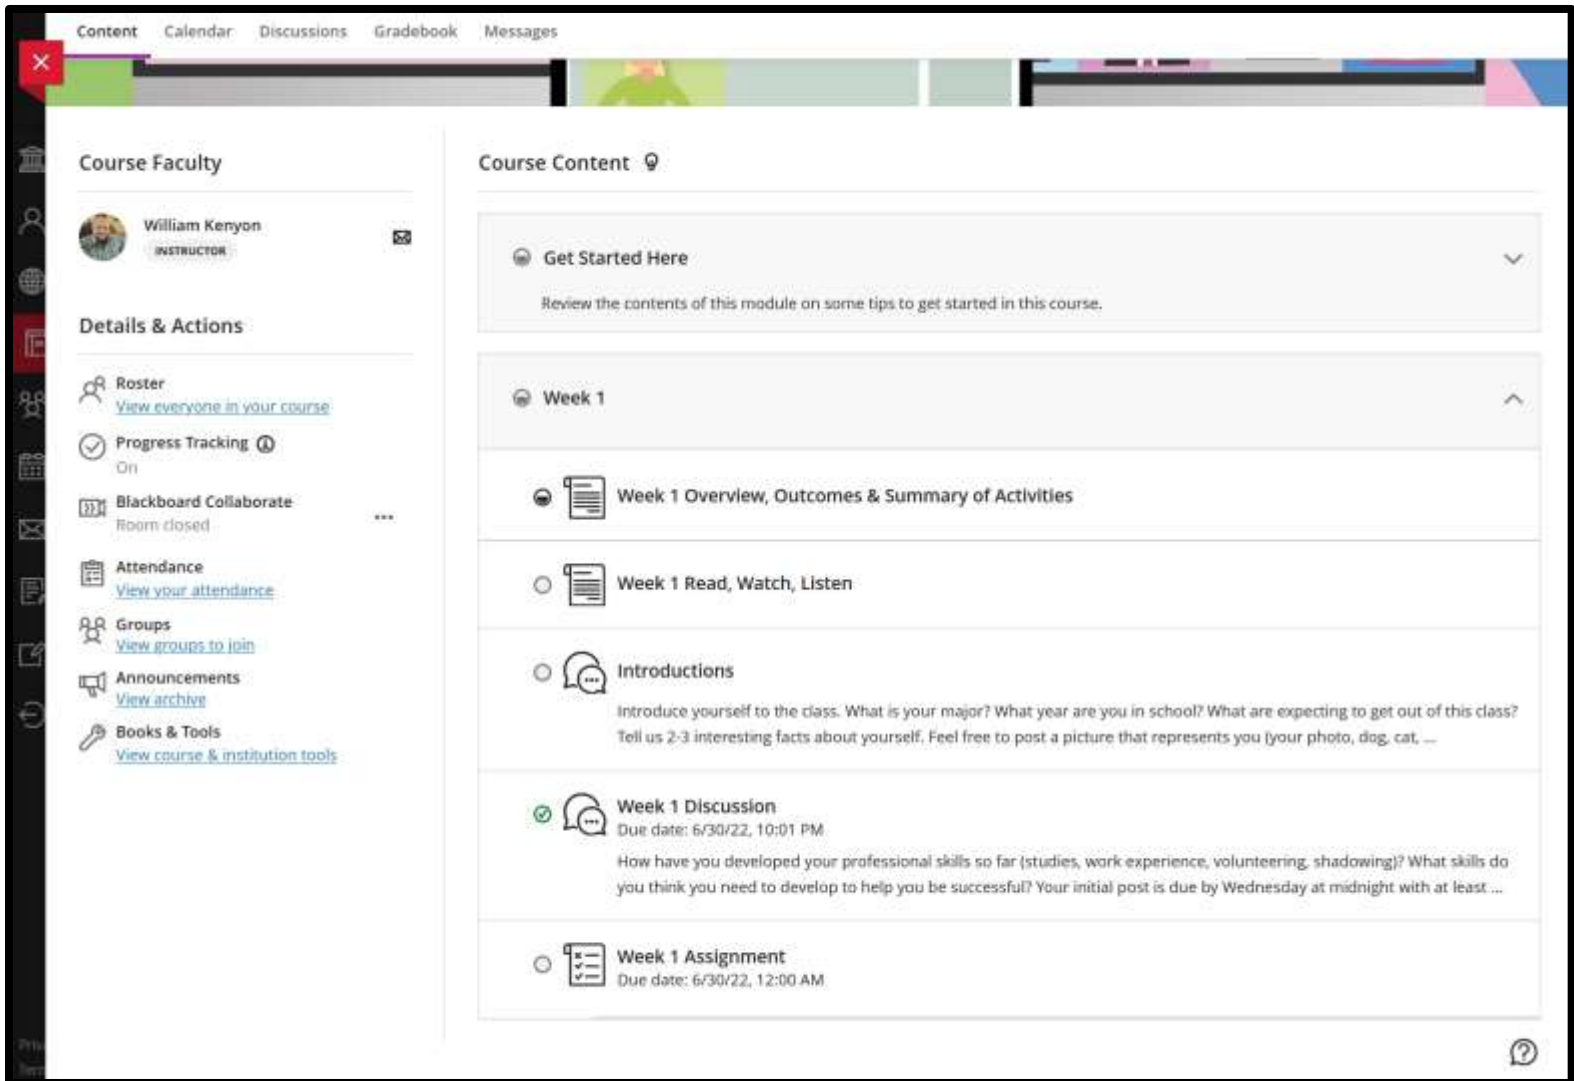 Content Calendar Discussions Gradebook Messages
Course Faculty
William Kenyon
INSTRUCTOR
Details & Actions
Roster
View everyone in your course
Progress Tracking
On
Blackboard Collaborate
Room closed
Attendance
View your attendance
Groups
View groups to join
Announcements
View archive
Books & Tools
View course & institution tools
Course Content
Get Started Here
Review the contents of this module on some tips to get started in this course.
Week 1
Week 1 Overview, Outcomes & Summary of Activities
Week 1 Read, Watch, Listen
Introductions
Introduce yourself to the class. What is your major? What year are you in school? What are expecting to get out of this class?
Tell us 2-3 interesting facts about yourself. Feel free to post a picture that represents you (your photo, dog, cat, ...
Week 1 Discussion
Due date: 6/30/22, 10:01 PM
How have you developed your professional skills so far (studies, work experience, volunteering, shadowing)? What skills do
you think you need to develop to help you be successful? Your initial post is due by Wednesday at midnight with at least ...
Week 1 Assignment
Due date: 6/30/22, 12:00 AM